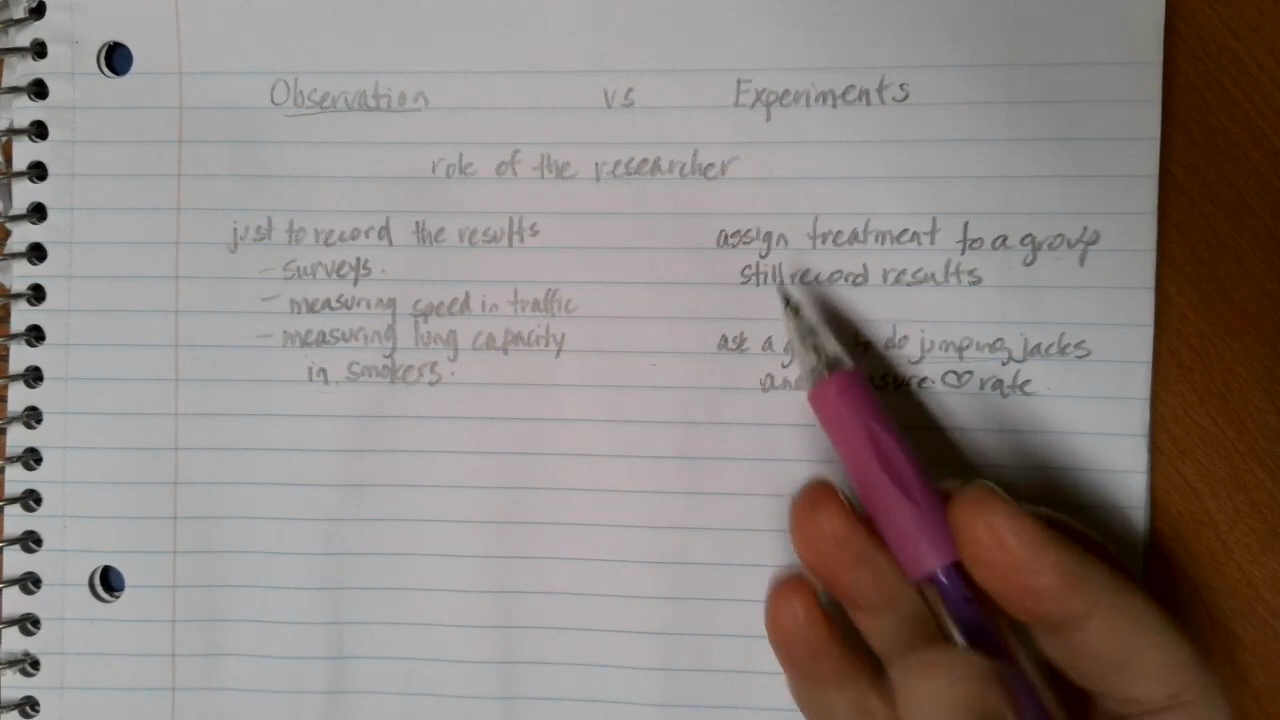 Observation vs Experiments
role of the researcher
just to record the results
- surveys.
- measuring speed in traffic
- measuring lung capacity
in smokers.
assign treatment to a group
still record results
ask a do jumping jacks
rate